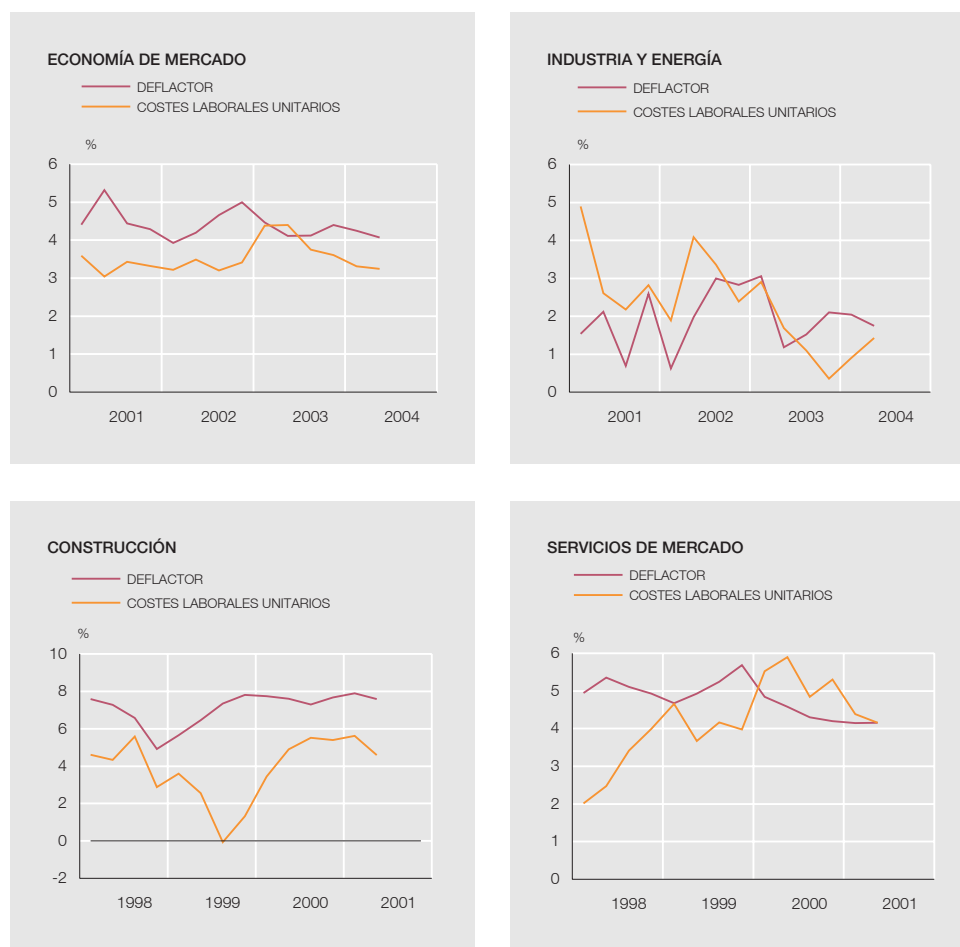 ECONOMÍA DE MERCADO
DEFLACTOR
COSTES LABORALES UNITARIOS
%
6
5
4
3
2
1
0
2001 2002 2003 2004
INDUSTRIA Y ENERGÍA
DEFLACTOR
COSTES LABORALES UNITARIOS
%
6
5
4
3
2
1
0
2001 2002 2003 2004
CONSTRUCCIÓN
DEFLACTOR
COSTES LABORALES UNITARIOS
%
10
8
6
4
2
0
-2
1998 1999 2000 2001
SERVICIOS DE MERCADO
DEFLACTOR
COSTES LABORALES UNITARIOS
%
6
5
4
3
2
1
0
1998 1999 2000 2001